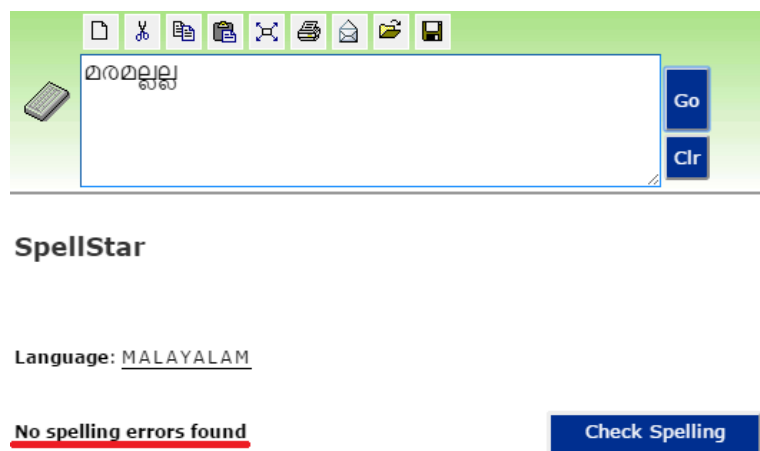 മരമല്ലല്ല
Go
Clr
SpellStar
Language: MALAYALAM
No spelling errors found
Check Spelling